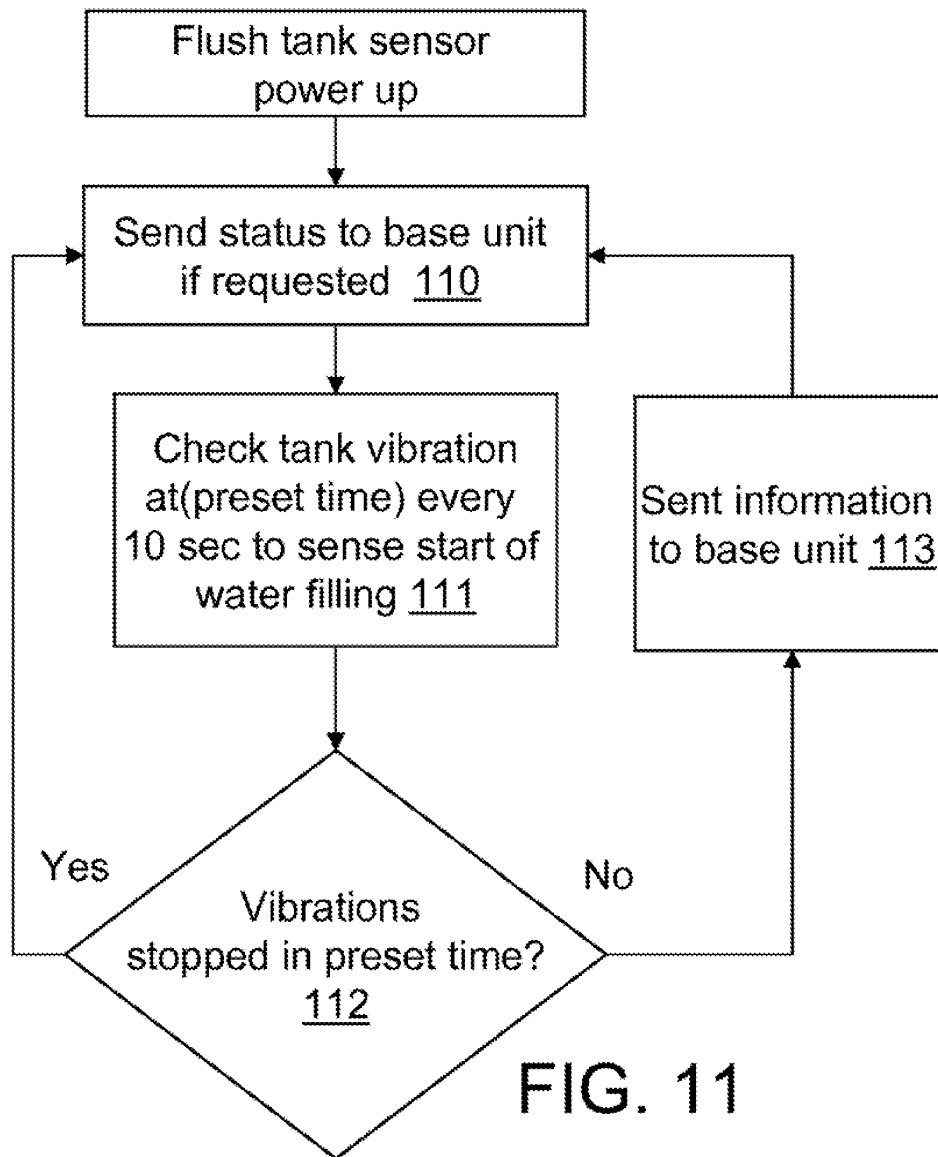 Flush tank sensor
power up
Send status to base unit
if requested 110
Check tank vibration
at(preset time) every
10 sec to sense start of
water filling 111
Sent information
to base unit 113
Yes
No
Vibrations
stopped in preset time?
112
FIG. 11